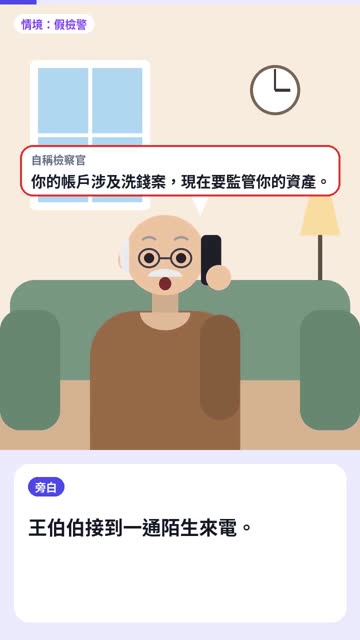 情境：假檢警
自稱檢察官
你的帳戶涉及洗錢案，現在要監管你的資產。
旁白
王伯伯接到一通陌生來電。